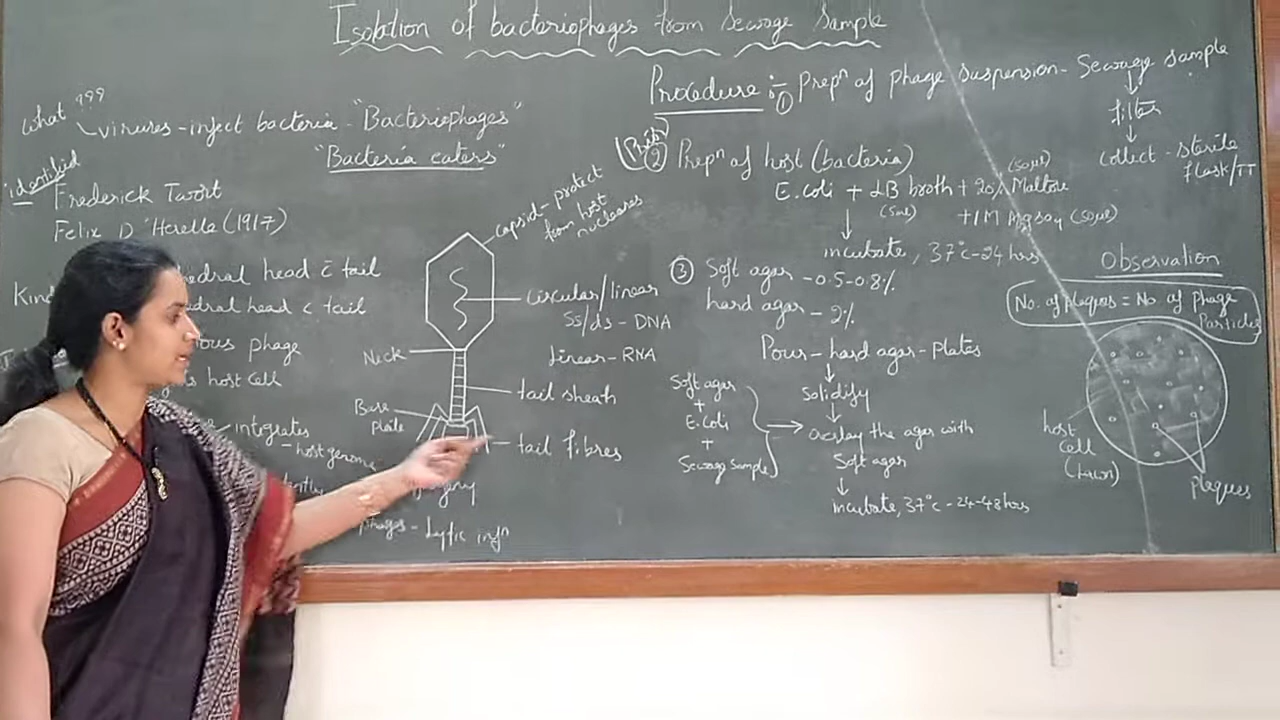 Isolation of bacteriophages from Sewage Sample
what ???
viruses - infect bacteria - "Bacteriophages"
"Bacteria eaters"
identified
Frederick Twort
Felix D 'Herelle (1917)
Kin
edral head c̄ tail
dral head c tail
ous phage
host cell
integrates
- host genome
phages - Lytic infn
capsid - protect
from host
nucleases
circular/linear
SS/ds - DNA
Linear - RNA
Neck
tail sheath
Base
plate
tail fibres
Procedure :- ① Prepn of phage suspension - Sewage Sample
↓
filter
↓
collect - sterile
flask/TT
② Prepn of host (bacteria)
E.coli + LB broth + 20% Maltose
(50µl)
(5ml)
+ 1M MgSO4 (50µl)
↓
incubate, 37°c - 24 hrs
③ Soft agar - 0.5-0.8%
hard agar - 2%
Pour - hard agar - plates
↓
Solidify
↓
overlay the agar with
Soft agar
↓
incubate, 37°c - 24-48 hrs
Soft agar
+
E.coli
+
Sewage Sample
Observation
No. of plaques = No of phage
Particles
host
cell
(Lawn)
plaques